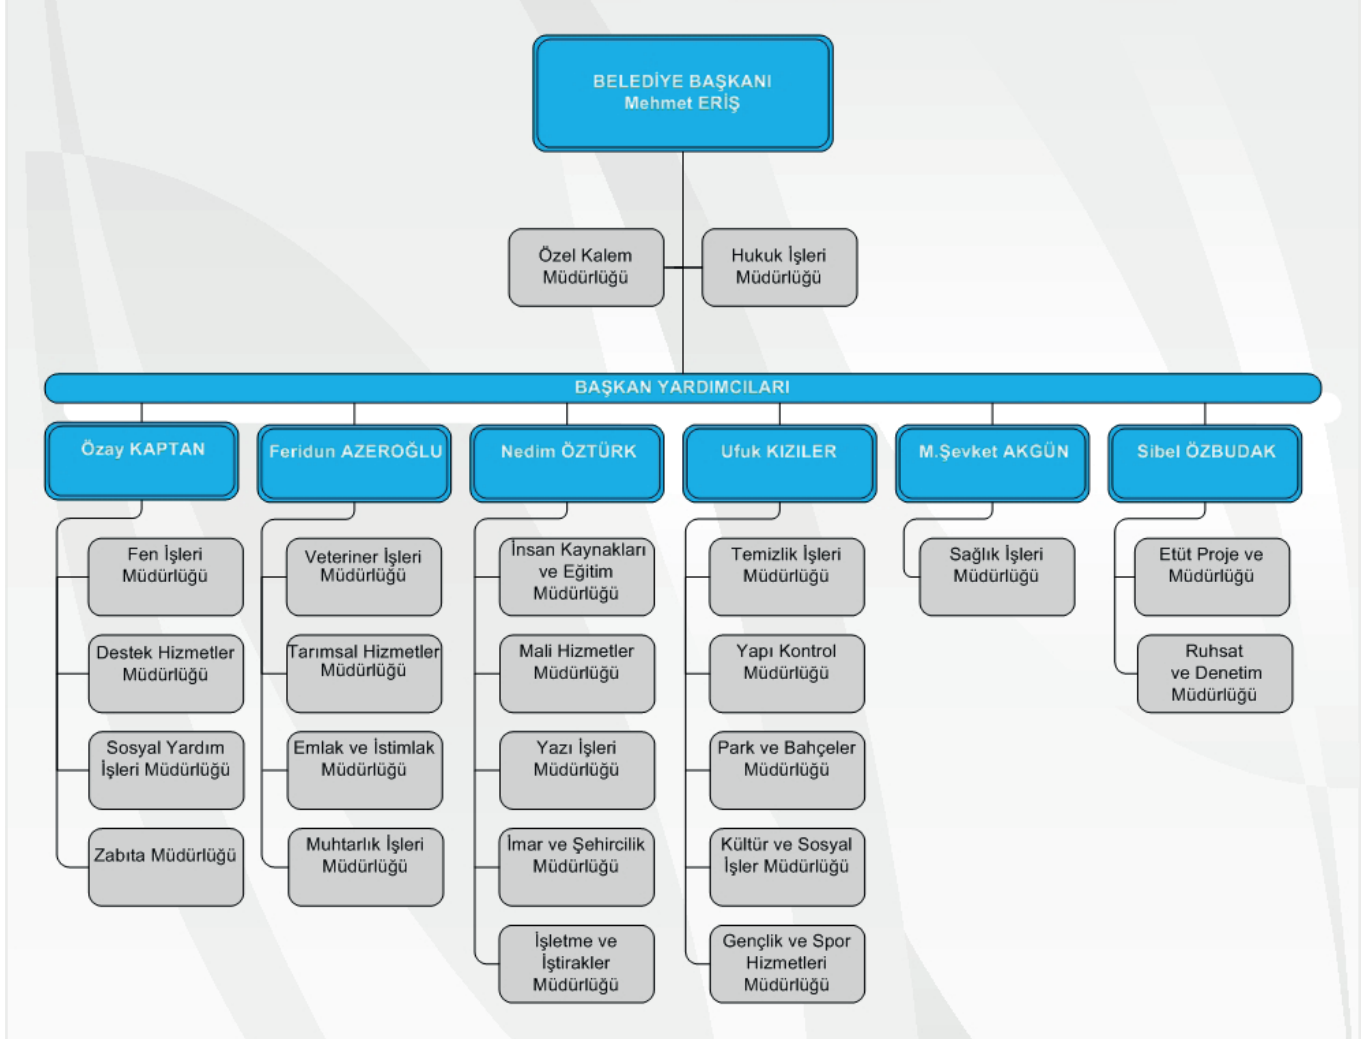 BELEDİYE BAŞKANI
Mehmet ERİŞ
Özel Kalem
Müdürlüğü
Hukuk İşleri
Müdürlüğü
BAŞKAN YARDIMCILARI
Özay KAPTAN
Feridun AZEROĞLU
Nedim ÖZTÜRK
Ufuk KIZILER
M.Şevket AKGÜN
Sibel ÖZBUDAK
Fen İşleri
Müdürlüğü
Destek Hizmetler
Müdürlüğü
Sosyal Yardım
İşleri Müdürlüğü
Zabıta Müdürlüğü
Veteriner İşleri
Müdürlüğü
Tarımsal Hizmetler
Müdürlüğü
Emlak ve İstimlak
Müdürlüğü
Muhtarlık İşleri
Müdürlüğü
İnsan Kaynakları
ve Eğitim
Müdürlüğü
Mali Hizmetler
Müdürlüğü
Yazı İşleri
Müdürlüğü
İmar ve Şehircilik
Müdürlüğü
İşletme ve
İştirakler
Müdürlüğü
Temizlik İşleri
Müdürlüğü
Yapı Kontrol
Müdürlüğü
Park ve Bahçeler
Müdürlüğü
Kültür ve Sosyal
İşler Müdürlüğü
Gençlik ve Spor
Hizmetleri
Müdürlüğü
Sağlık İşleri
Müdürlüğü
Etüt Proje ve
Müdürlüğü
Ruhsat
ve Denetim
Müdürlüğü